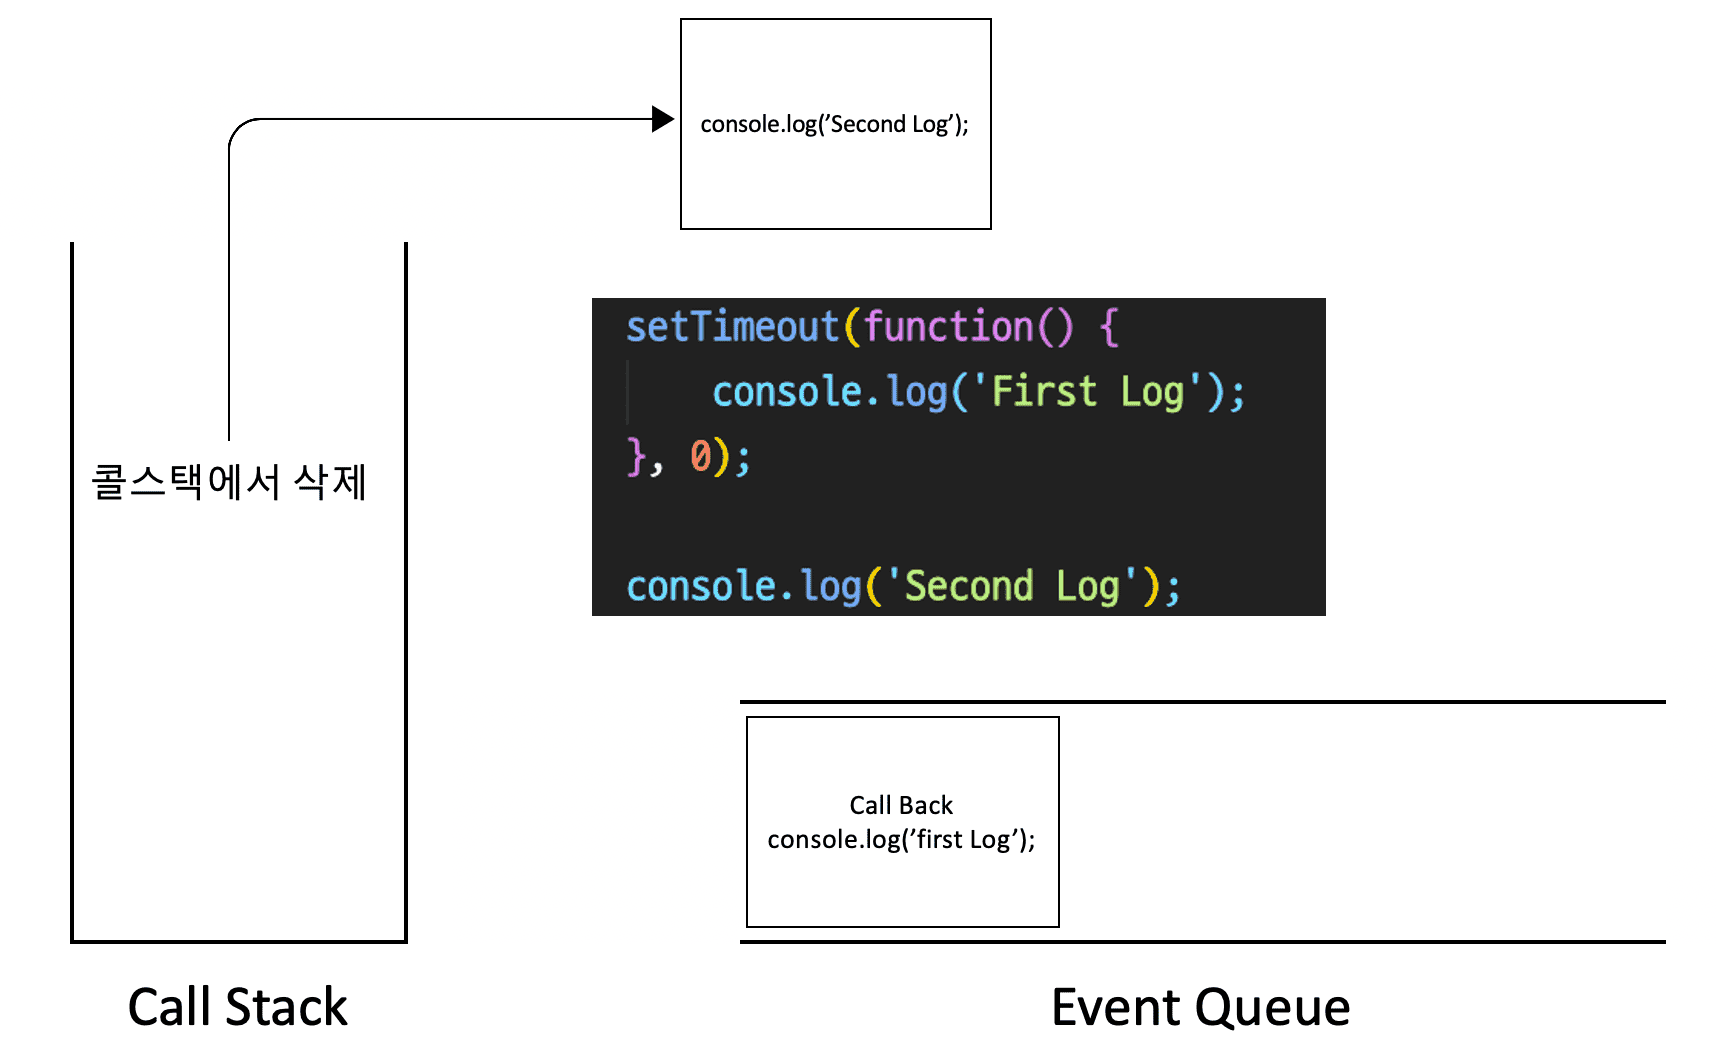 console.log(’Second Log’);
setTimeout(function() {
console.log('First Log');
}, 0);
console.log('Second Log');
콜스택에서 삭제
Call Back
console.log(’first Log’);
Call Stack
Event Queue